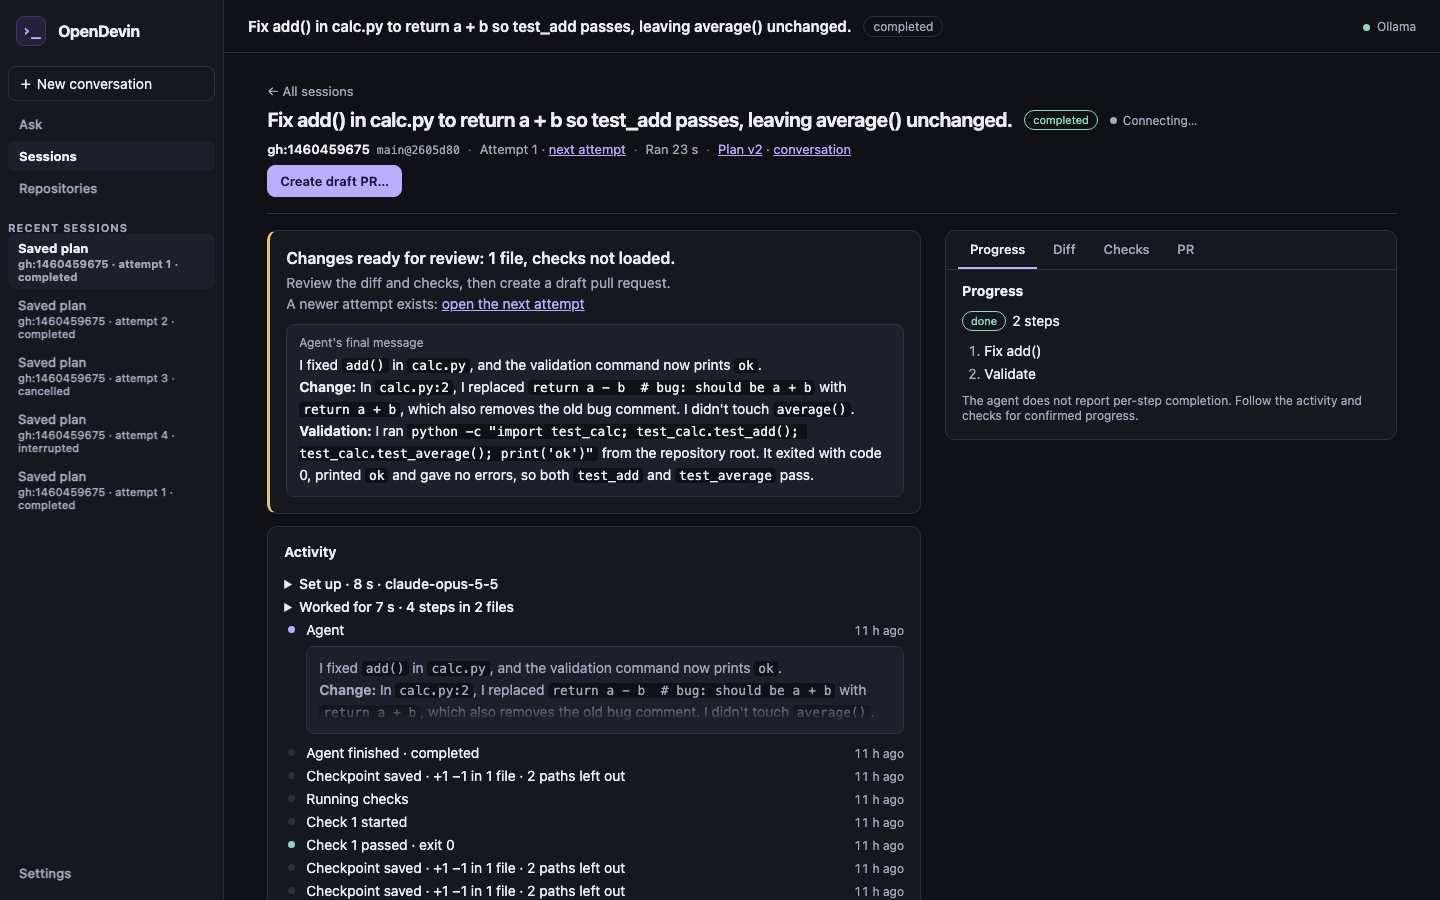 OpenDevin
+ New conversation
Ask
Sessions
Repositories
RECENT SESSIONS
Saved plan
gh:1460459675 · attempt 1 ·
completed
Saved plan
gh:1460459675 · attempt 2 ·
completed
Saved plan
gh:1460459675 · attempt 3 ·
cancelled
Saved plan
gh:1460459675 · attempt 4 ·
interrupted
Saved plan
gh:1460459675 · attempt 1 ·
completed
Settings
Fix add() in calc.py to return a + b so test_add passes, leaving average() unchanged. completed
Ollama
← All sessions
Fix add() in calc.py to return a + b so test_add passes, leaving average() unchanged. completed Connecting...
gh:1460459675 main@2605d80 · Attempt 1 · next attempt · Ran 23 s · Plan v2 · conversation
Create draft PR...
Changes ready for review: 1 file, checks not loaded.
Review the diff and checks, then create a draft pull request.
A newer attempt exists: open the next attempt
Agent's final message
I fixed add() in calc.py, and the validation command now prints ok.
Change: In calc.py:2, I replaced return a - b  # bug: should be a + b with
return a + b, which also removes the old bug comment. I didn't touch average().
Validation: I ran python -c "import test_calc; test_calc.test_add();
test_calc.test_average(); print('ok')" from the repository root. It exited with code
0, printed ok and gave no errors, so both test_add and test_average pass.
Activity
▶ Set up · 8 s · claude-opus-5-5
▶ Worked for 7 s · 4 steps in 2 files
Agent 11 h ago
I fixed add() in calc.py, and the validation command now prints ok.
Change: In calc.py:2, I replaced return a - b  # bug: should be a + b with
return a + b, which also removes the old bug comment. I didn't touch average().
Agent finished · completed 11 h ago
Checkpoint saved · +1 −1 in 1 file · 2 paths left out 11 h ago
Running checks 11 h ago
Check 1 started 11 h ago
Check 1 passed · exit 0 11 h ago
Checkpoint saved · +1 −1 in 1 file · 2 paths left out 11 h ago
Checkpoint saved · +1 −1 in 1 file · 2 paths left out 11 h ago
Progress Diff Checks PR
Progress
done 2 steps
1. Fix add()
2. Validate
The agent does not report per-step completion. Follow the activity and
checks for confirmed progress.